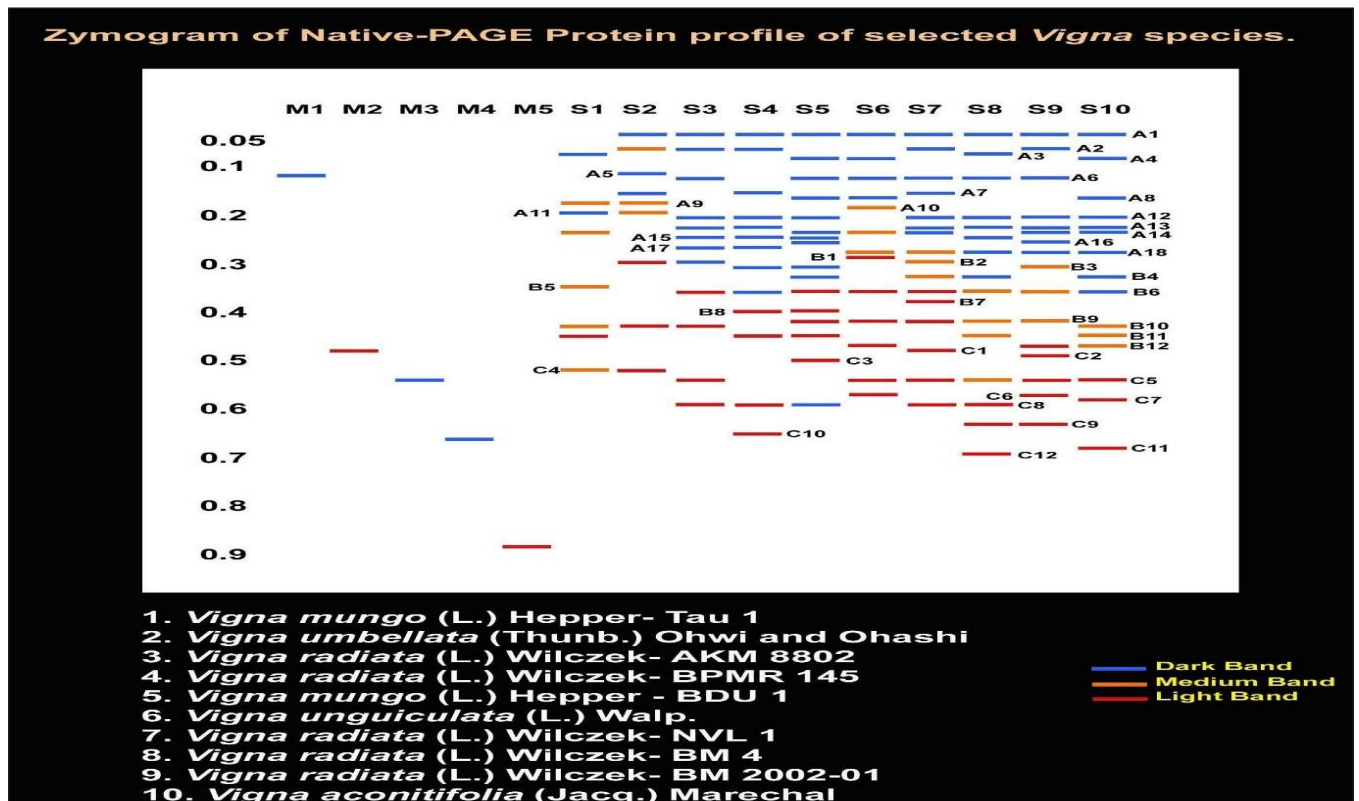 Zymogram of Native-PAGE Protein profile of selected Vigna species.
M1 M2 M3 M4 M5 S1 S2 S3 S4 S5 S6 S7 S8 S9 S10
0.05
0.1
0.2
0.3
0.4
0.5
0.6
0.7
0.8
0.9
A1
A2
A3
A4
A5
A6
A7
A8
A9
A10
A11
A12
A13
A14
A15
A16
A17
A18
B1
B2
B3
B4
B5
B6
B7
B8
B9
B10
B11
B12
C1
C2
C3
C4
C5
C6
C7
C8
C9
C10
C11
C12
1. Vigna mungo (L.) Hepper- Tau 1
2. Vigna umbellata (Thunb.) Ohwi and Ohashi
3. Vigna radiata (L.) Wilczek- AKM 8802
4. Vigna radiata (L.) Wilczek- BPMR 145
5. Vigna mungo (L.) Hepper - BDU 1
6. Vigna unguiculata (L.) Walp.
7. Vigna radiata (L.) Wilczek- NVL 1
8. Vigna radiata (L.) Wilczek- BM 4
9. Vigna radiata (L.) Wilczek- BM 2002-01
10. Vigna aconitifolia (Jacq.) Marechal
Dark Band
Medium Band
Light Band